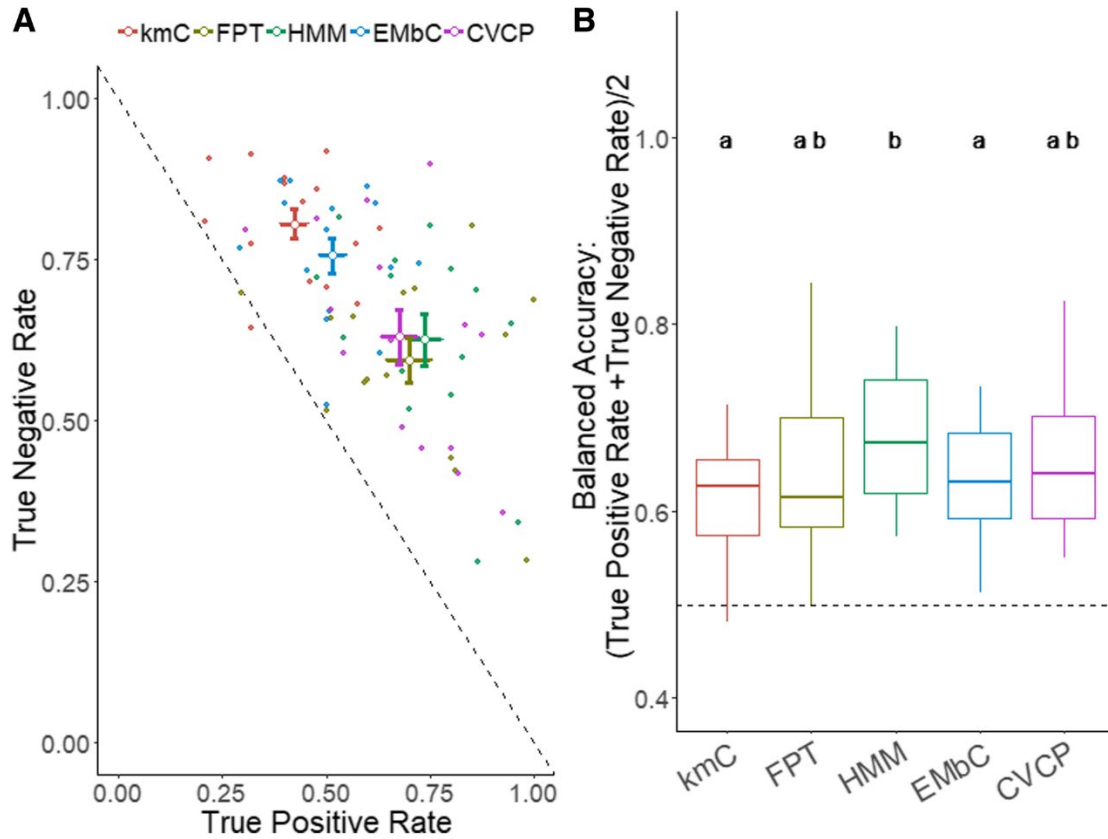 A
kmC FPT HMM EMbC CVCP
True Negative Rate
1.00
0.75
0.50
0.25
0.00
0.00 0.25 0.50 0.75 1.00
True Positive Rate
B
Balanced Accuracy:
(True Positive Rate +True Negative Rate)/2
1.0
0.8
0.6
0.4
a a b b a a b
kmC FPT HMM EMbC CVCP